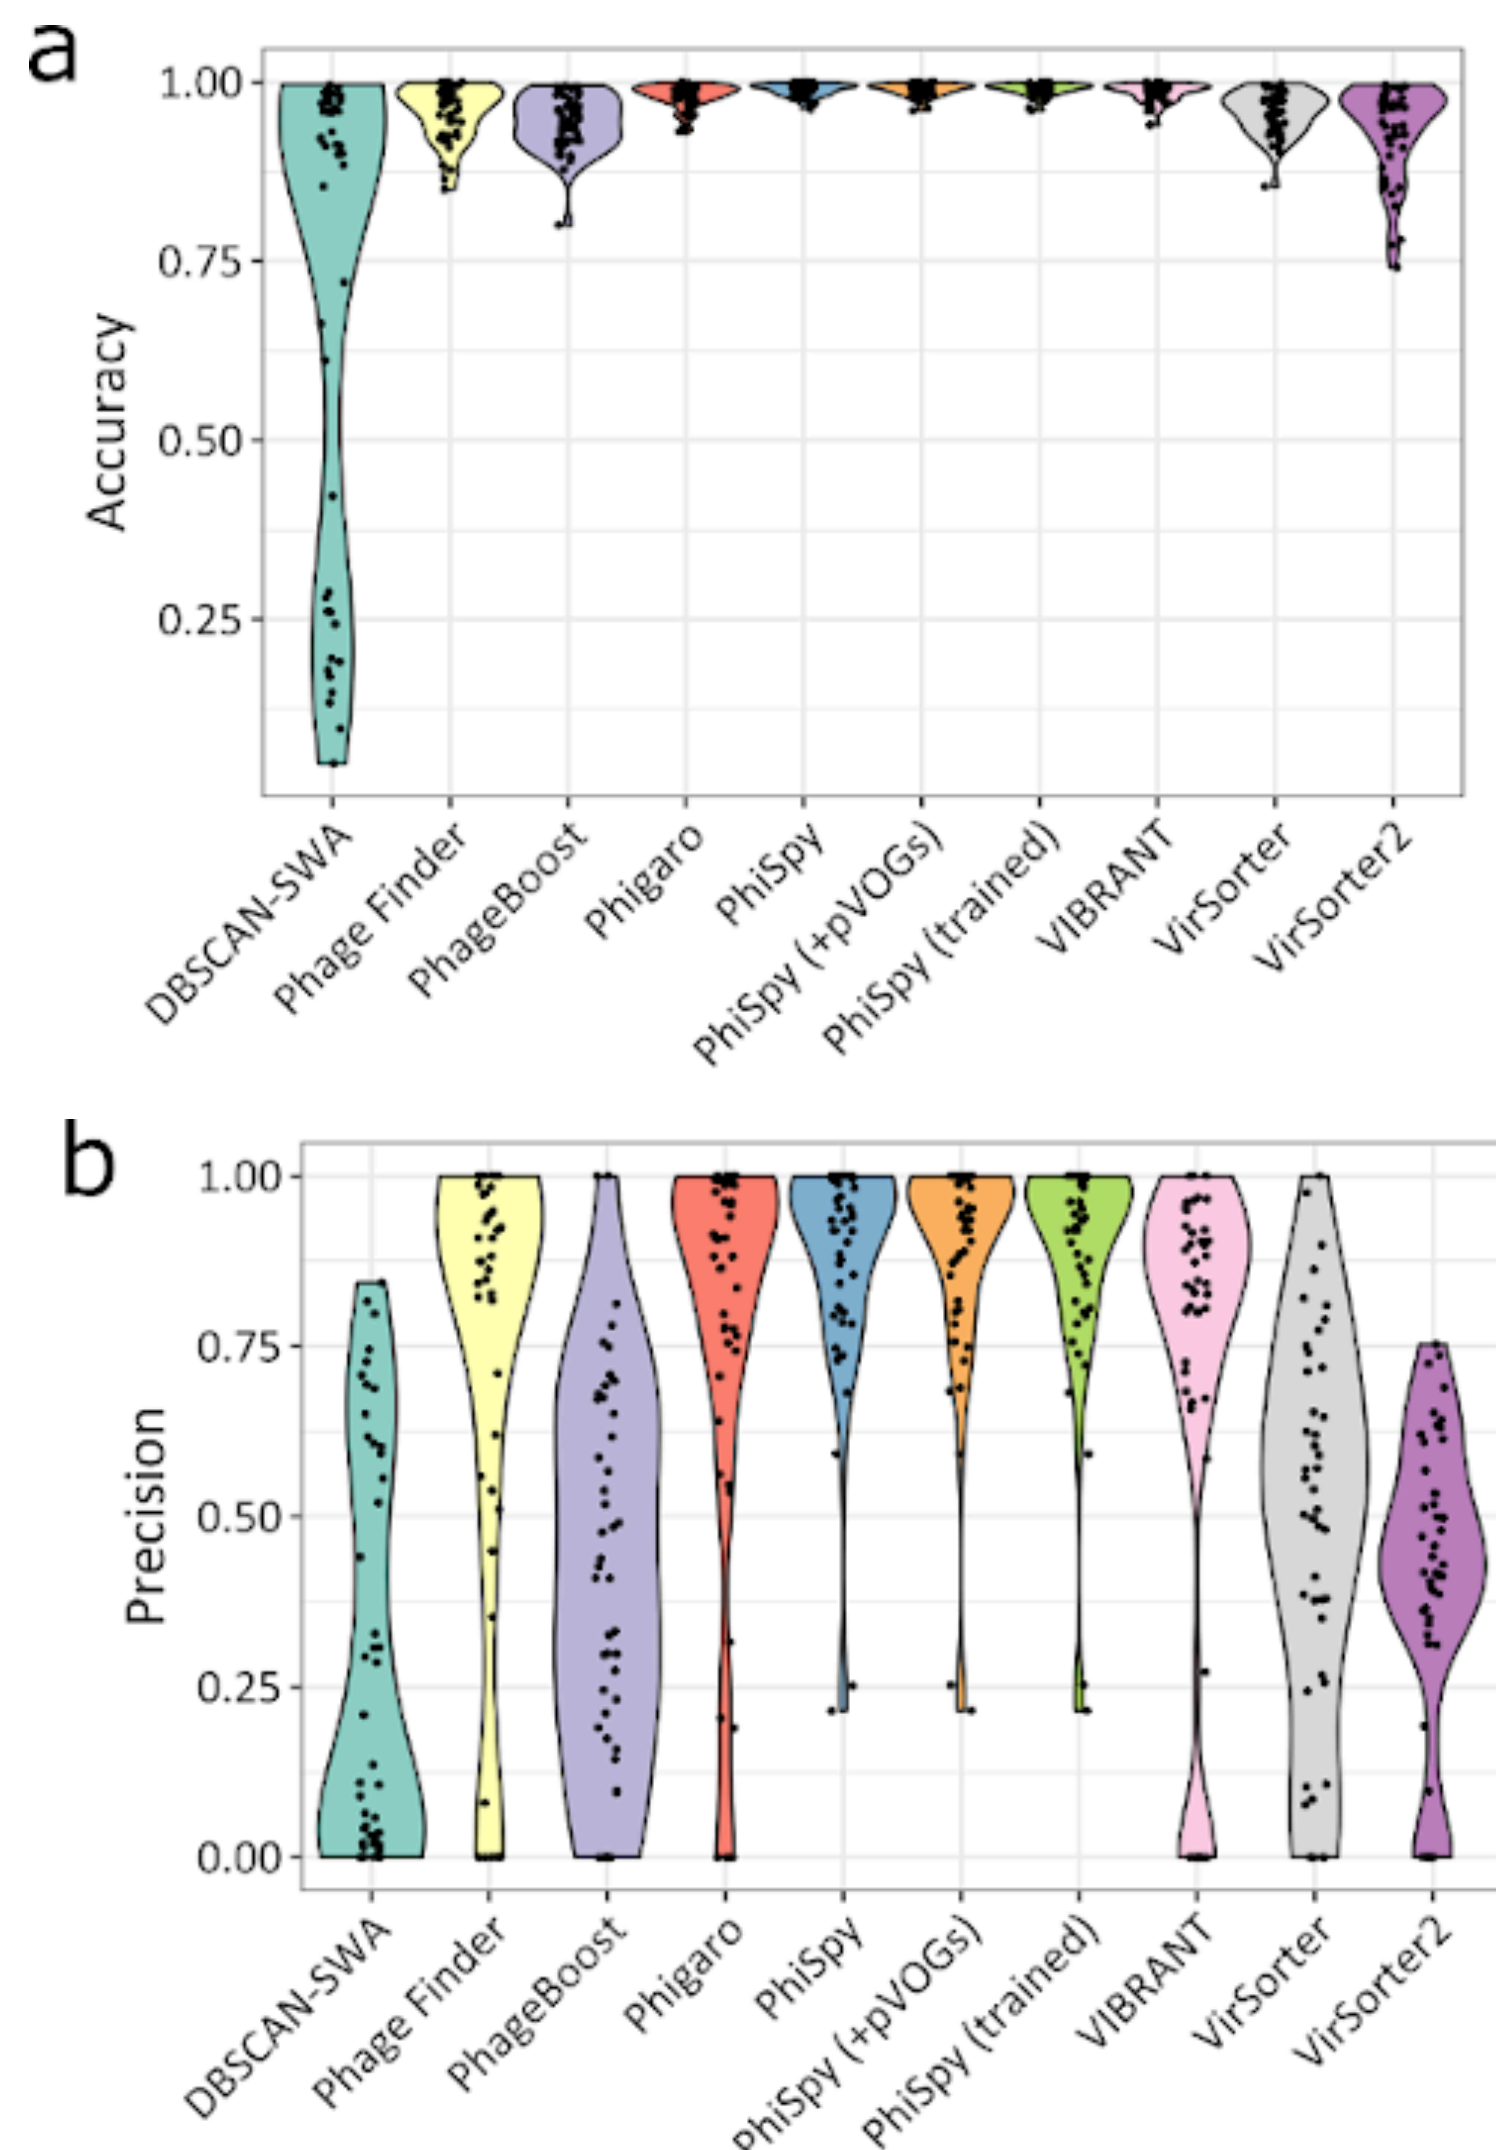 a
1.00
0.75
0.50
0.25
Accuracy
DBSCAN-SWA
Phage Finder
PhageBoost
Phigaro
PhiSpy
PhiSpy (+pVOGs)
PhiSpy (trained)
VIBRANT
VirSorter
VirSorter2
b
1.00
0.75
0.50
0.25
0.00
Precision
DBSCAN-SWA
Phage Finder
PhageBoost
Phigaro
PhiSpy
PhiSpy (+pVOGs)
PhiSpy (trained)
VIBRANT
VirSorter
VirSorter2